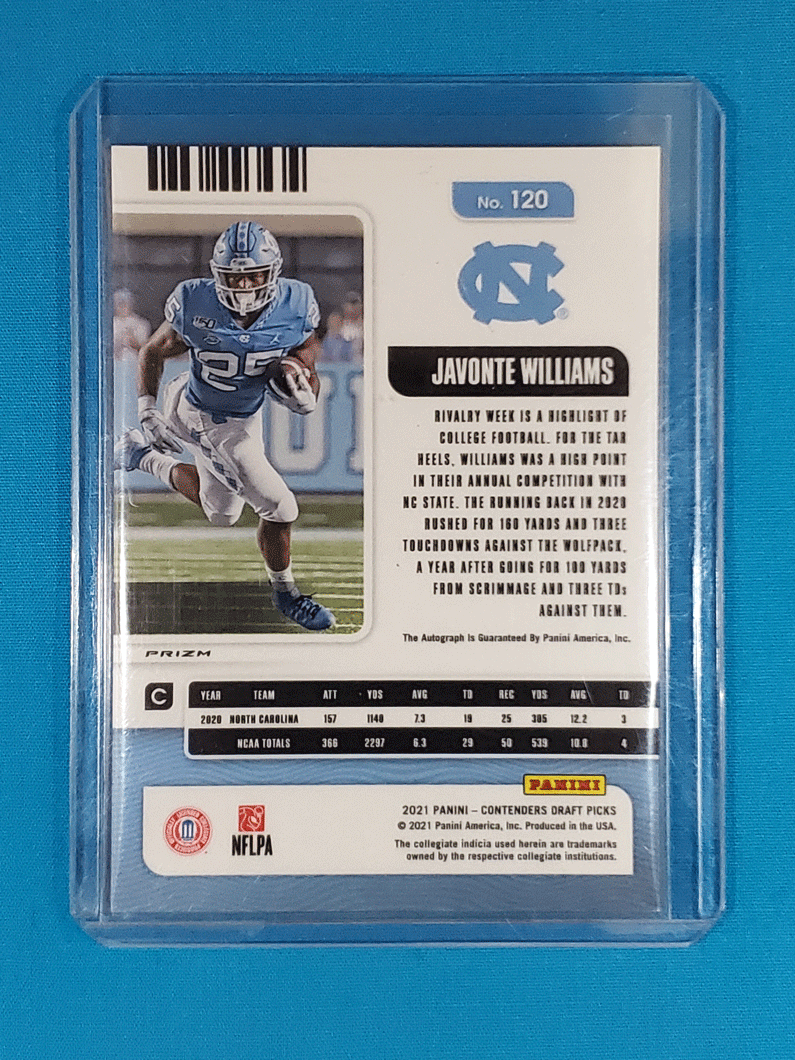 No. 120
NC
JAVONTE WILLIAMS
25
150
RIVALRY WEEK IS A HIGHLIGHT OF
COLLEGE FOOTBALL. FOR THE TAR
HEELS, WILLIAMS WAS A HIGH POINT
IN THEIR ANNUAL COMPETITION WITH
NC STATE. THE RUNNING BACK IN 2020
RUSHED FOR 160 YARDS AND THREE
TOUCHDOWNS AGAINST THE WOLFPACK,
A YEAR AFTER GOING FOR 100 YARDS
FROM SCRIMMAGE AND THREE TDs
AGAINST THEM.
The Autograph Is Guaranteed By Panini America, Inc.
PRIZM
C YEAR TEAM ATT YDS AVG TD REC YDS AVG TD
2020 NORTH CAROLINA 157 1140 7.3 19 25 305 12.2 3
NCAA TOTALS 366 2297 6.3 29 50 539 10.8 4
PANINI
2021 PANINI – CONTENDERS DRAFT PICKS
© 2021 Panini America, Inc. Produced in the USA.
The collegiate indicia used herein are trademarks
owned by the respective collegiate institutions.
NFLPA